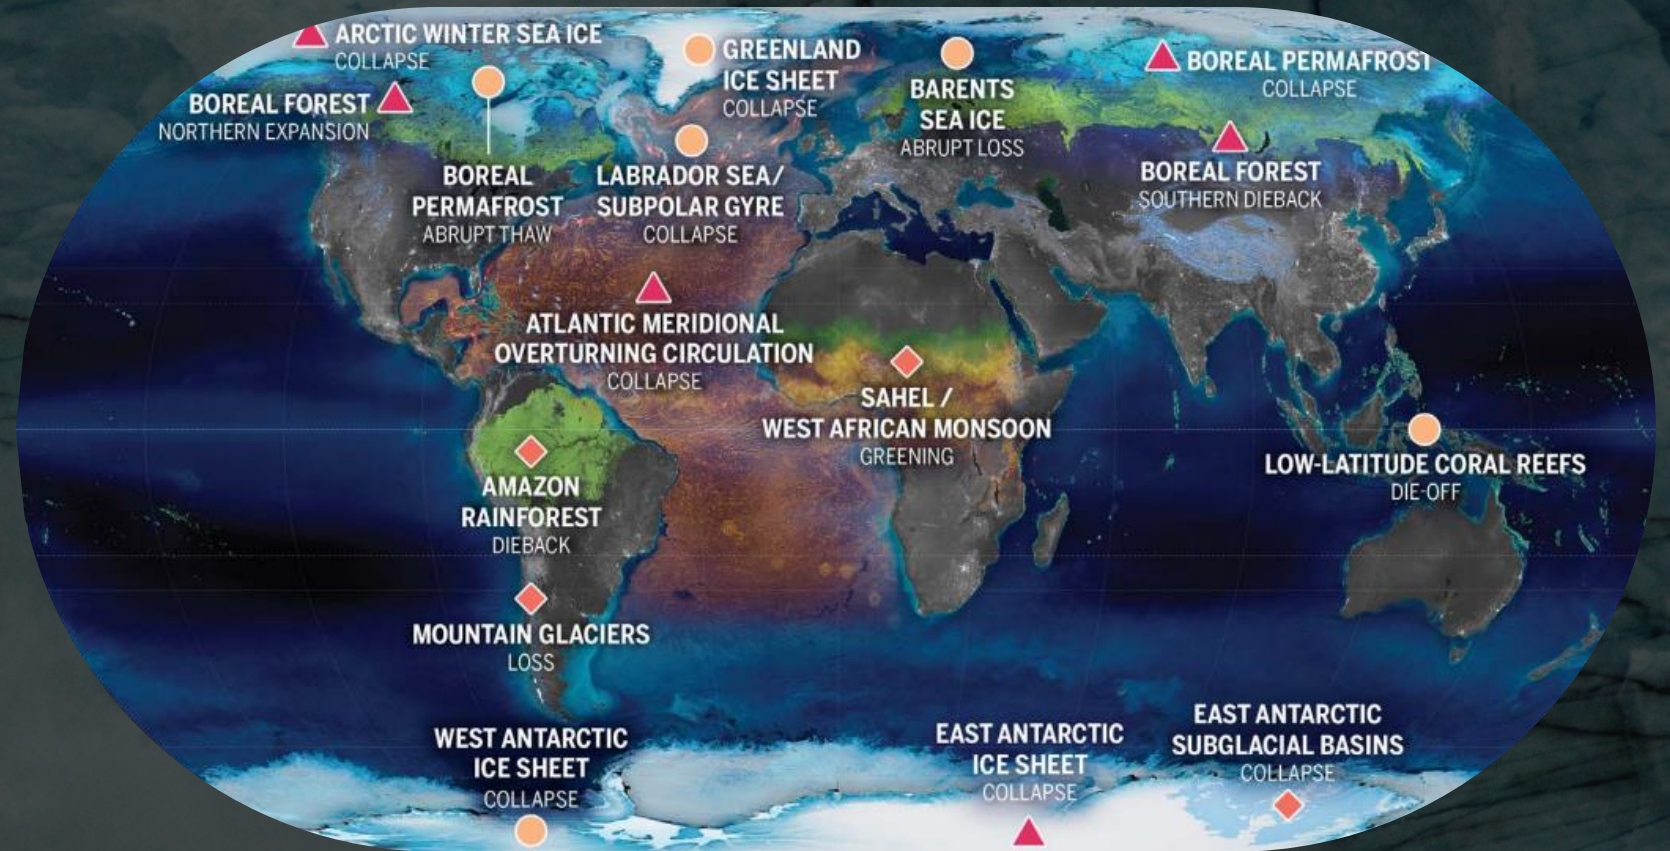 ARCTIC WINTER SEA ICE
COLLAPSE
BOREAL FOREST
NORTHERN EXPANSION
BOREAL
PERMAFROST
ABRUPT THAW
GREENLAND
ICE SHEET
COLLAPSE
LABRADOR SEA/
SUBPOLAR GYRE
COLLAPSE
BARENTS
SEA ICE
ABRUPT LOSS
BOREAL PERMAFROST
COLLAPSE
BOREAL FOREST
SOUTHERN DIEBACK
ATLANTIC MERIDIONAL
OVERTURNING CIRCULATION
COLLAPSE
SAHEL /
WEST AFRICAN MONSOON
GREENING
LOW-LATITUDE CORAL REEFS
DIE-OFF
AMAZON
RAINFOREST
DIEBACK
MOUNTAIN GLACIERS
LOSS
WEST ANTARCTIC
ICE SHEET
COLLAPSE
EAST ANTARCTIC
ICE SHEET
COLLAPSE
EAST ANTARCTIC
SUBGLACIAL BASINS
COLLAPSE